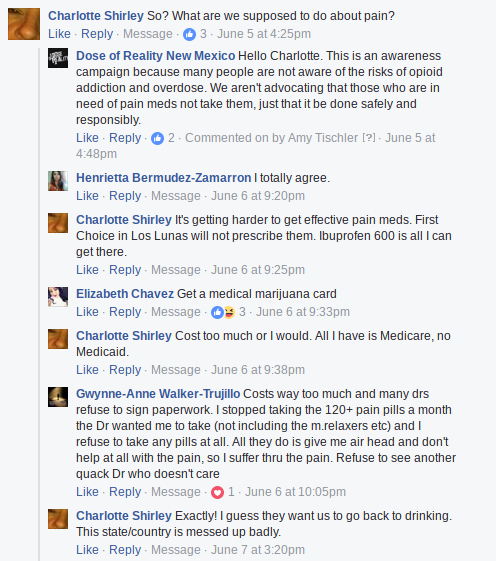 Charlotte Shirley So? What are we supposed to do about pain?
Like · Reply · Message · 3 · June 5 at 4:25pm
Dose of Reality New Mexico Hello Charlotte. This is an awareness
campaign because many people are not aware of the risks of opioid
addiction and overdose. We aren't advocating that those who are in
need of pain meds not take them, just that it be done safely and
responsibly.
Like · Reply · 2 · Commented on by Amy Tischler [?] · June 5 at
4:48pm
Henrietta Bermudez-Zamarron I totally agree.
Like · Reply · Message · June 6 at 9:20pm
Charlotte Shirley It's getting harder to get effective pain meds. First
Choice in Los Lunas will not prescribe them. Ibuprofen 600 is all I can
get there.
Like · Reply · Message · June 6 at 9:25pm
Elizabeth Chavez Get a medical marijuana card
Like · Reply · Message · 3 · June 6 at 9:33pm
Charlotte Shirley Cost too much or I would. All I have is Medicare, no
Medicaid.
Like · Reply · Message · June 6 at 9:38pm
Gwynne-Anne Walker-Trujillo Costs way too much and many drs
refuse to sign paperwork. I stopped taking the 120+ pain pills a month
the Dr wanted me to take (not including the m.relaxers etc) and I
refuse to take any pills at all. All they do is give me air head and don't
help at all with the pain, so I suffer thru the pain. Refuse to see another
quack Dr who doesn't care
Like · Reply · Message · 1 · June 6 at 10:05pm
Charlotte Shirley Exactly! I guess they want us to go back to drinking.
This state/country is messed up badly.
Like · Reply · Message · June 7 at 3:20pm